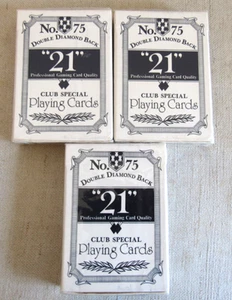 No. 75
DOUBLE DIAMOND BACK
"21"
Professional Gaming Card Quality
CLUB SPECIAL
Playing Cards
No. 75
DOUBLE DIAMOND BACK
"21"
Professional Gaming Card Quality
CLUB SPECIAL
Playing Cards
No. 75
DOUBLE DIAMOND BACK
"21"
Professional Gaming Card Quality
CLUB SPECIAL
Playing Cards